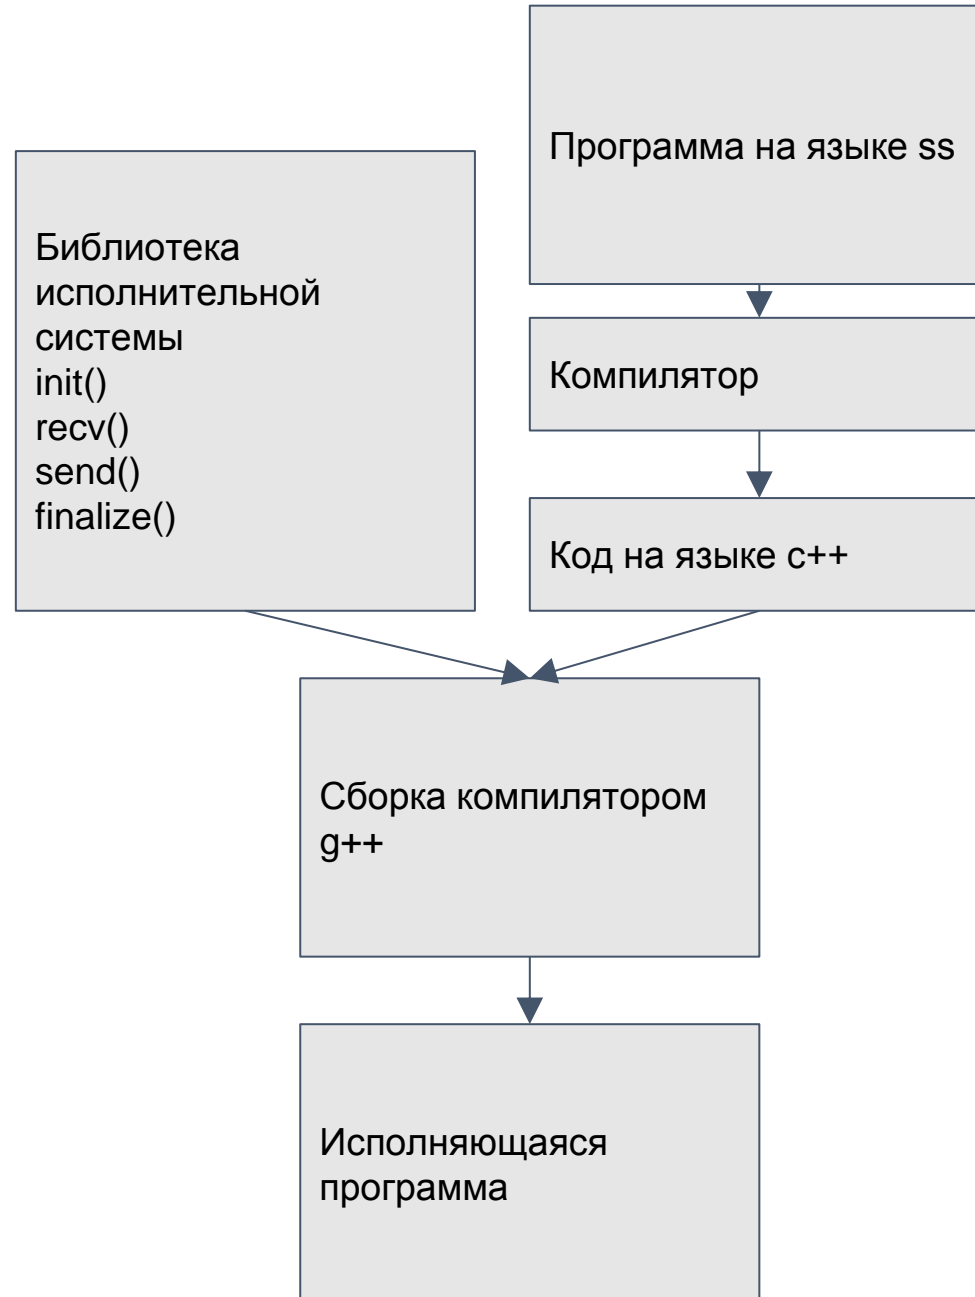 Программа на языке ss
Библиотека
исполнительной
системы
init()
recv()
send()
finalize()
Компилятор
Код на языке c++
Сборка компилятором
g++
Исполняющаяся
программа